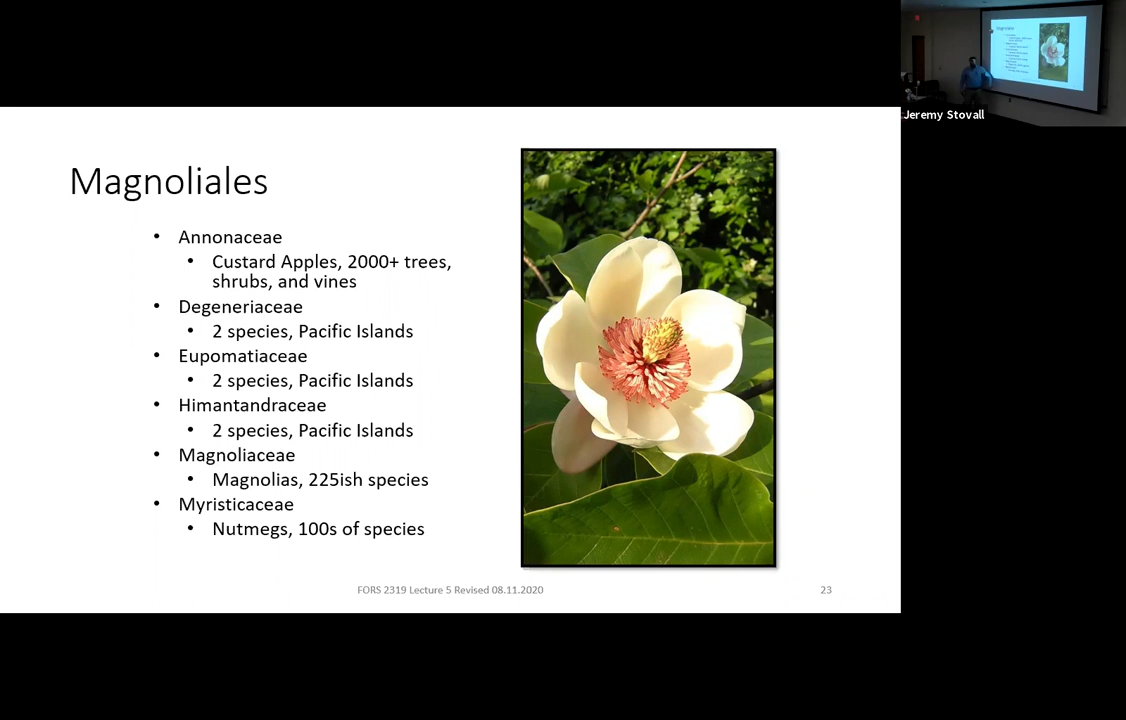 Magnoliales
• Annonaceae
• Custard Apples, 2000+ trees,
shrubs, and vines
• Degeneriaceae
• 2 species, Pacific Islands
• Eupomatiaceae
• 2 species, Pacific Islands
• Himantandraceae
• 2 species, Pacific Islands
• Magnoliaceae
• Magnolias, 225ish species
• Myristicaceae
• Nutmegs, 100s of species
FORS 2319 Lecture 5 Revised 08.11.2020
23
Magnoliales
Jeremy Stovall